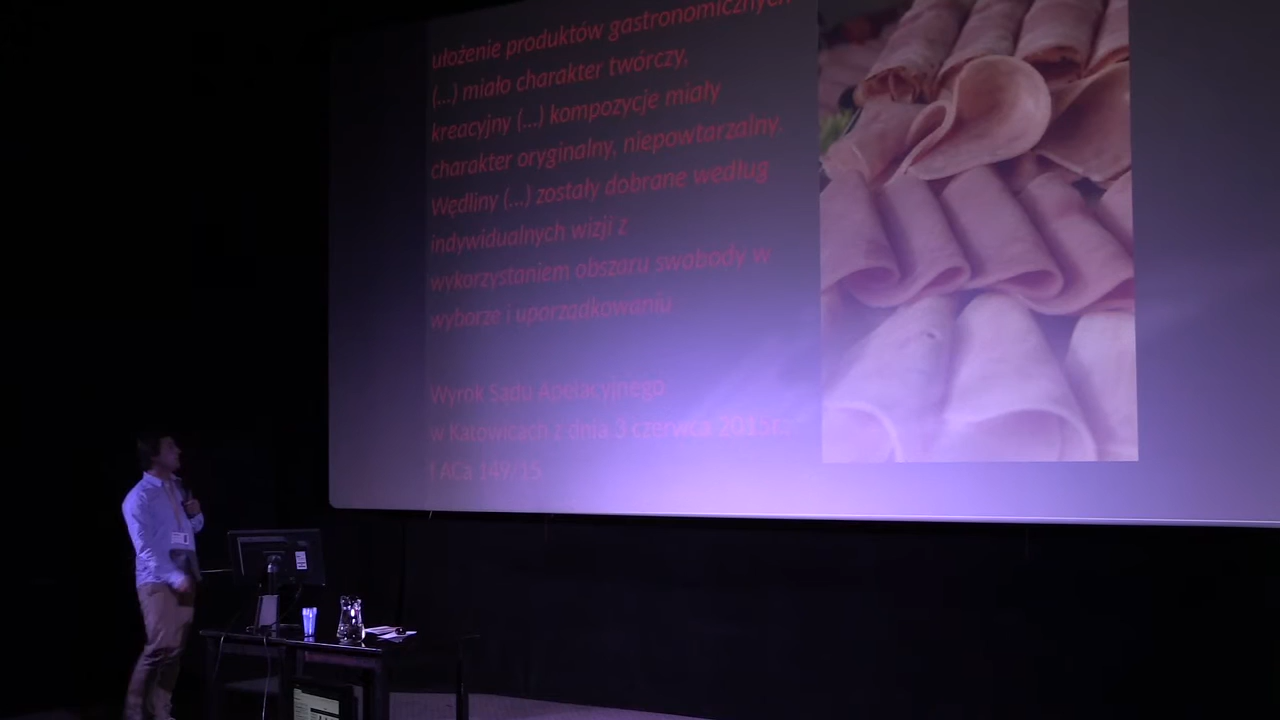 ułożenie produktów gastronomicznych
(...) miało charakter twórczy,
kreacyjny (...) kompozycje miały
charakter oryginalny, niepowtarzalny.
Wędliny (...) zostały dobrane według
indywidualnych wizji z
wykorzystaniem obszaru swobody w
wyborze i uporządkowaniu
Wyrok Sądu Apelacyjnego
w Katowicach z dnia 3 czerwca 2015r.
I ACa 149/15